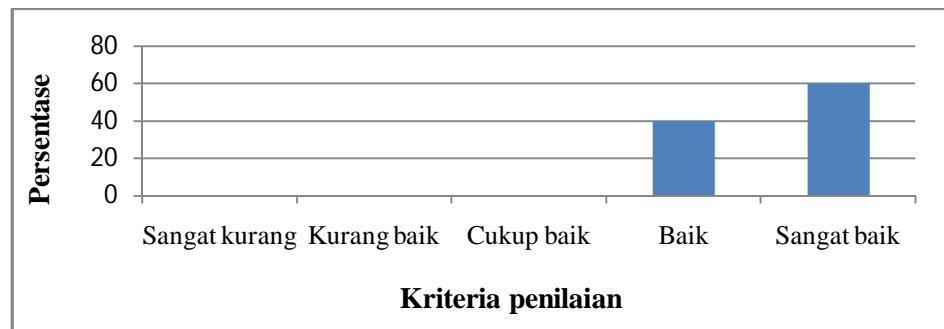 Persentase
80
60
40
20
0
Sangat kurang Kurang baik Cukup baik Baik Sangat baik
Kriteria penilaian